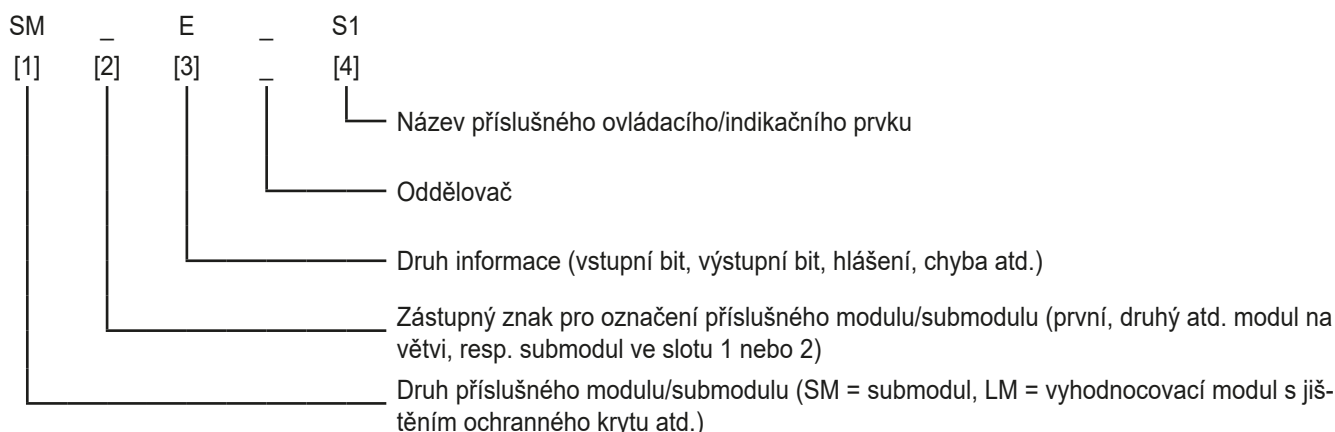 SM _ E _ S1
[1] [2] [3] _ [4]
Název příslušného ovládacího/indikačního prvku
Oddělovač
Druh informace (vstupní bit, výstupní bit, hlášení, chyba atd.)
Zástupný znak pro označení příslušného modulu/submodulu (první, druhý atd. modul na
větvi, resp. submodul ve slotu 1 nebo 2)
Druh příslušného modulu/submodulu (SM = submodul, LM = vyhodnocovací modul s jiš-
těním ochranného krytu atd.)